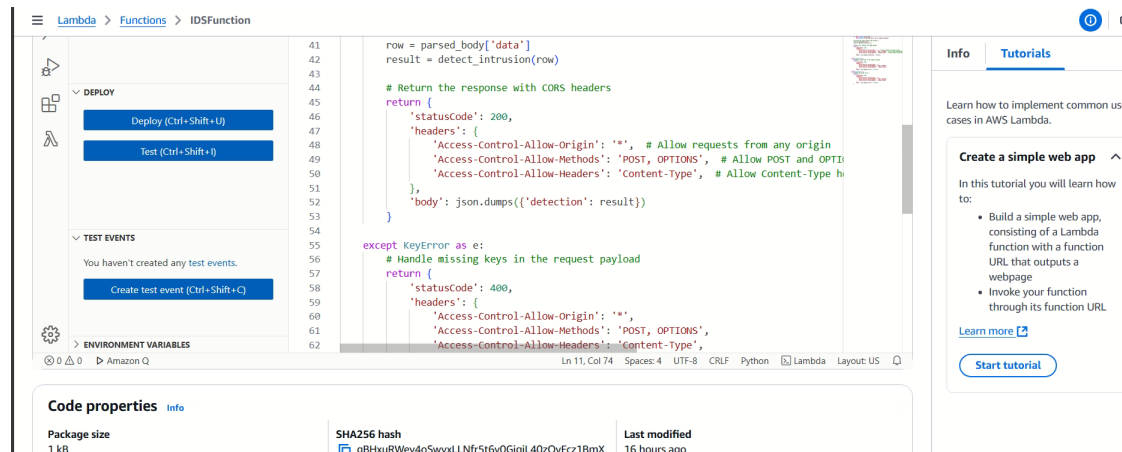 Lambda > Functions > IDSFunction
DEPLOY
Deploy (Ctrl+Shift+U)
Test (Ctrl+Shift+I)
TEST EVENTS
You haven't created any test events.
Create test event (Ctrl+Shift+C)
ENVIRONMENT VARIABLES
41 row = parsed_body['data']
42 result = detect_intrusion(row)
43
44 # Return the response with CORS headers
45 return {
46 'statusCode': 200,
47 'headers': {
48 'Access-Control-Allow-Origin': '*', # Allow requests from any origin
49 'Access-Control-Allow-Methods': 'POST, OPTIONS', # Allow POST and OPTI
50 'Access-Control-Allow-Headers': 'Content-Type', # Allow Content-Type h
51 },
52 'body': json.dumps({'detection': result})
53 }
54
55 except KeyError as e:
56 # Handle missing keys in the request payload
57 return {
58 'statusCode': 400,
59 'headers': {
60 'Access-Control-Allow-Origin': '*',
61 'Access-Control-Allow-Methods': 'POST, OPTIONS',
62 'Access-Control-Allow-Headers': 'Content-Type',
0 0 Amazon Q
Ln 11, Col 74 Spaces: 4 UTF-8 CRLF Python Lambda Layout: US
Code properties Info
Package size
1 kB
SHA256 hash
Last modified
16 hours ago
Info Tutorials
Learn how to implement common us
cases in AWS Lambda.
Create a simple web app
In this tutorial you will learn how
to:
• Build a simple web app,
consisting of a Lambda
function with a function
URL that outputs a
webpage
• Invoke your function
through its function URL
Learn more
Start tutorial